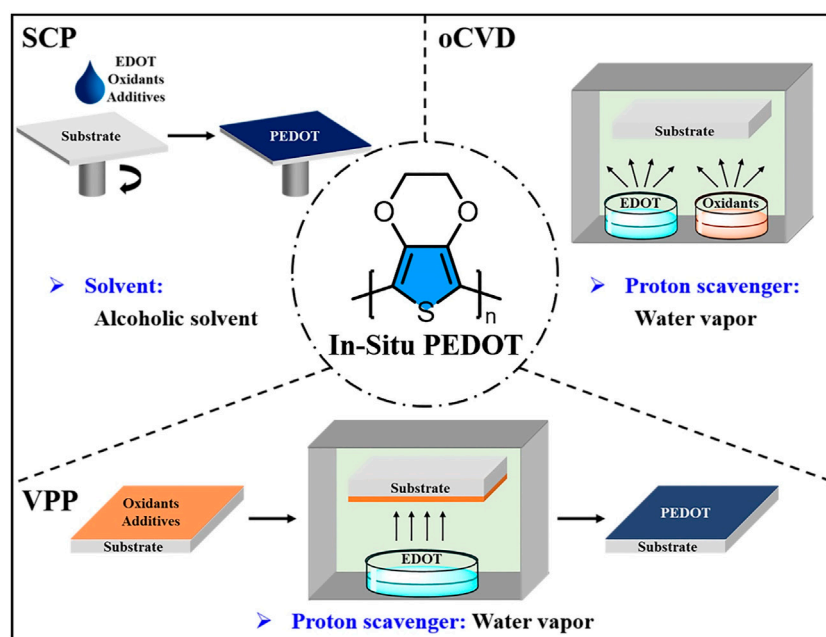 SCP
EDOT
Oxidants
Additives
Substrate
PEDOT
➢ Solvent:
Alcoholic solvent
oCVD
Substrate
EDOT
Oxidants
➢ Proton scavenger:
Water vapor
O
O
S
n
In-Situ PEDOT
VPP
Oxidants
Additives
Substrate
Substrate
EDOT
PEDOT
Substrate
➢ Proton scavenger: Water vapor